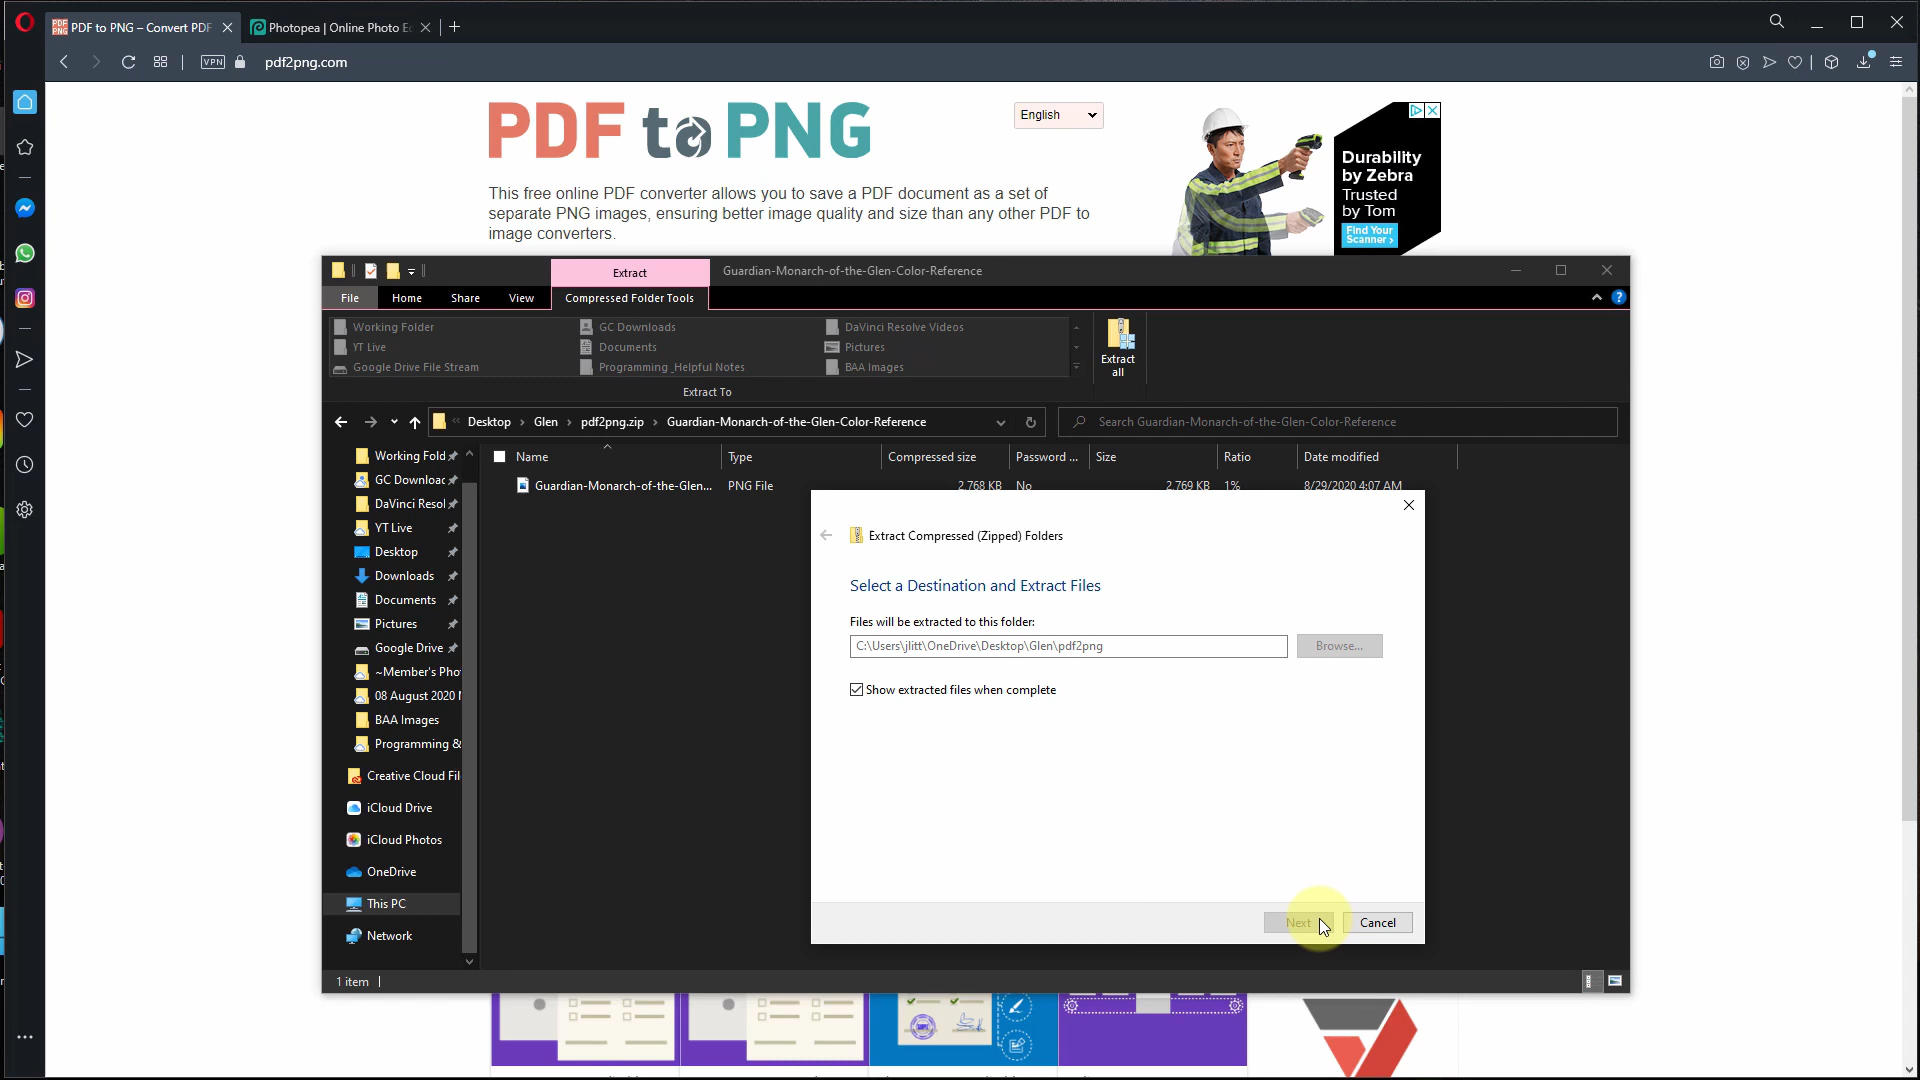 PDF to PNG – Convert PDF
Photopea | Online Photo Ec
VPN
pdf2png.com
PDF to PNG
English
This free online PDF converter allows you to save a PDF document as a set of
separate PNG images, ensuring better image quality and size than any other PDF to
image converters.
Durability
by Zebra
Trusted
by Tom
Find Your
Scanner >
Extract
Guardian-Monarch-of-the-Glen-Color-Reference
File
Home
Share
View
Compressed Folder Tools
Working Folder
GC Downloads
DaVinci Resolve Videos
YT Live
Documents
Pictures
Google Drive File Stream
Programming _Helpful Notes
BAA Images
Extract
all
Extract To
Desktop > Glen > pdf2png.zip > Guardian-Monarch-of-the-Glen-Color-Reference
Search Guardian-Monarch-of-the-Glen-Color-Reference
Name
Type
Compressed size
Password ...
Size
Ratio
Date modified
Guardian-Monarch-of-the-Glen...
PNG File
2,768 KB
No
2,769 KB
1%
8/29/2020 4:07 AM
Working Fold
GC Downloac
DaVinci Resol
YT Live
Desktop
Downloads
Documents
Pictures
Google Drive
~Member's Phot
08 August 2020 M
BAA Images
Programming &
Creative Cloud Fil
iCloud Drive
iCloud Photos
OneDrive
This PC
Network
Extract Compressed (Zipped) Folders
Select a Destination and Extract Files
Files will be extracted to this folder:
C:\Users\jlitt\OneDrive\Desktop\Glen\pdf2png
Browse...
Show extracted files when complete
Next
Cancel
1 item